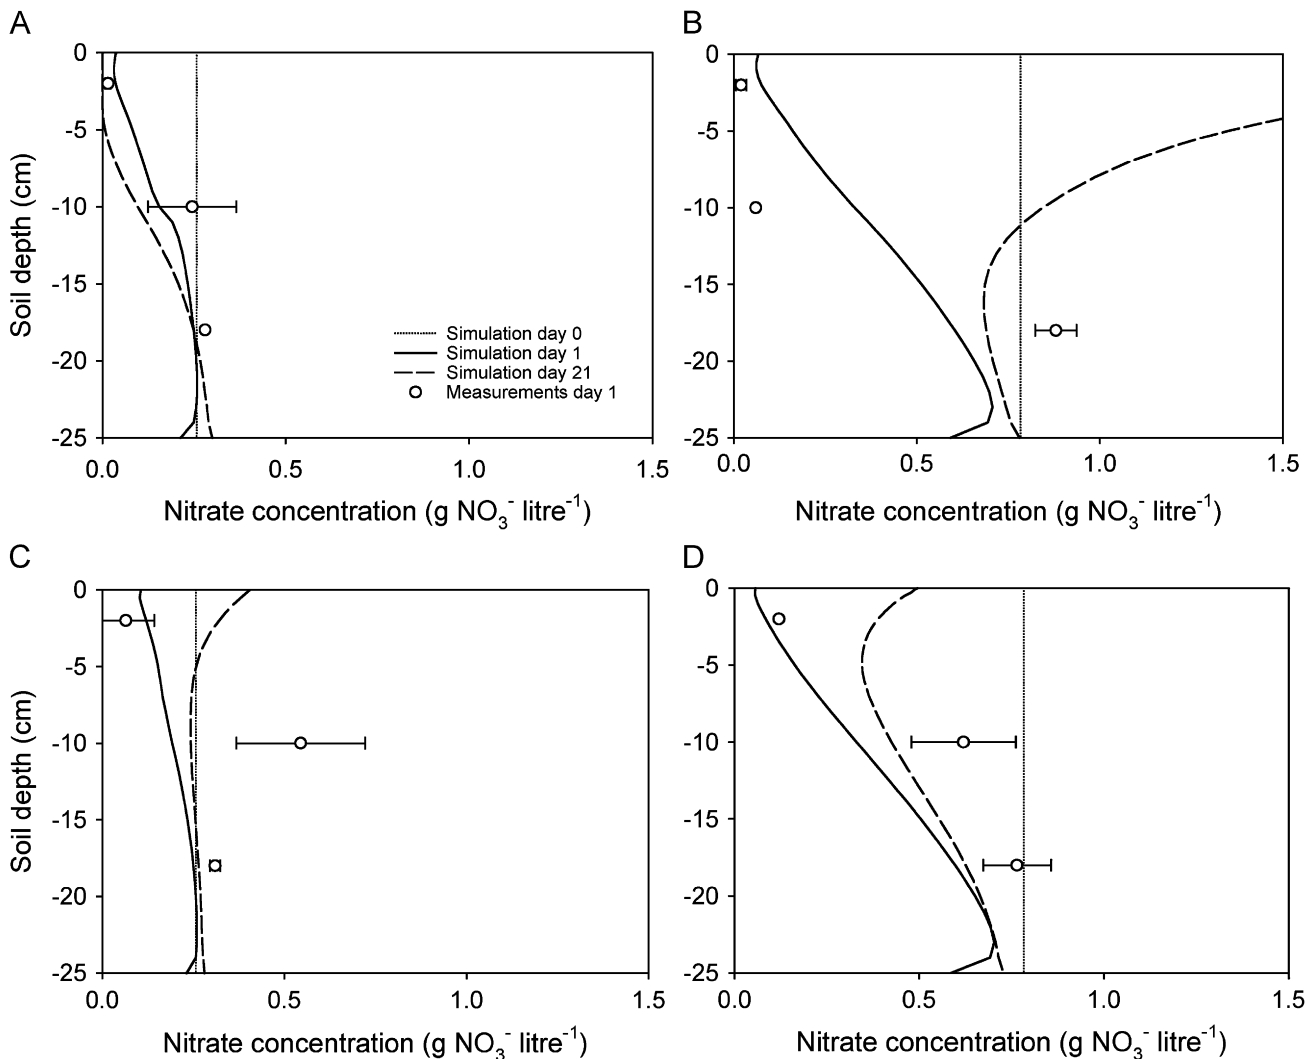 A
0
-5
-10
-15
-20
-25
Soil depth (cm)
Simulation day 0
Simulation day 1
Simulation day 21
Measurements day 1
0.0 0.5 1.0 1.5
Nitrate concentration (g NO₃⁻ litre⁻¹)
B
0
-5
-10
-15
-20
-25
0.0 0.5 1.0 1.5
Nitrate concentration (g NO₃⁻ litre⁻¹)
C
0
-5
-10
-15
-20
-25
Soil depth (cm)
0.0 0.5 1.0 1.5
Nitrate concentration (g NO₃⁻ litre⁻¹)
D
0
-5
-10
-15
-20
-25
0.0 0.5 1.0 1.5
Nitrate concentration (g NO₃⁻ litre⁻¹)